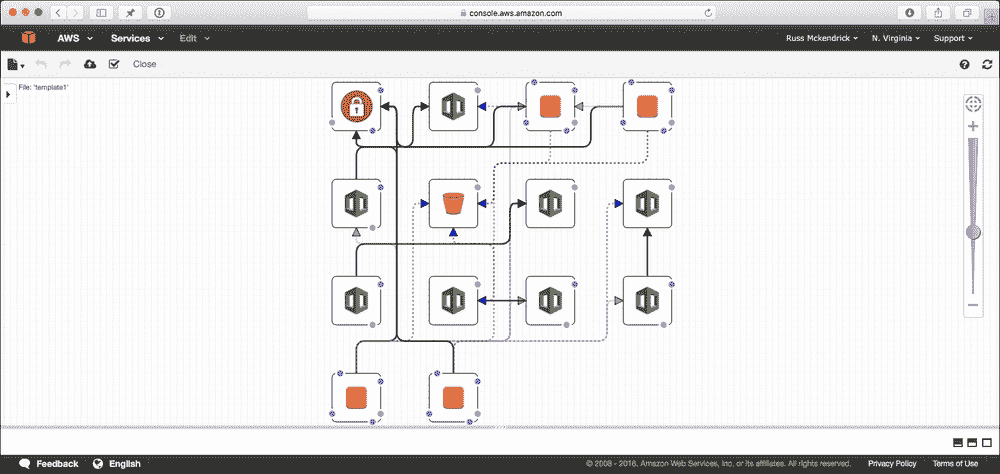 console.aws.amazon.com
AWS Services Edit Russ Mckendrick N. Virginia Support
Close
File: 'template1'
Feedback English © 2008 - 2016, Amazon Web Services, Inc. or its affiliates. All rights reserved. Privacy Policy Terms of Use